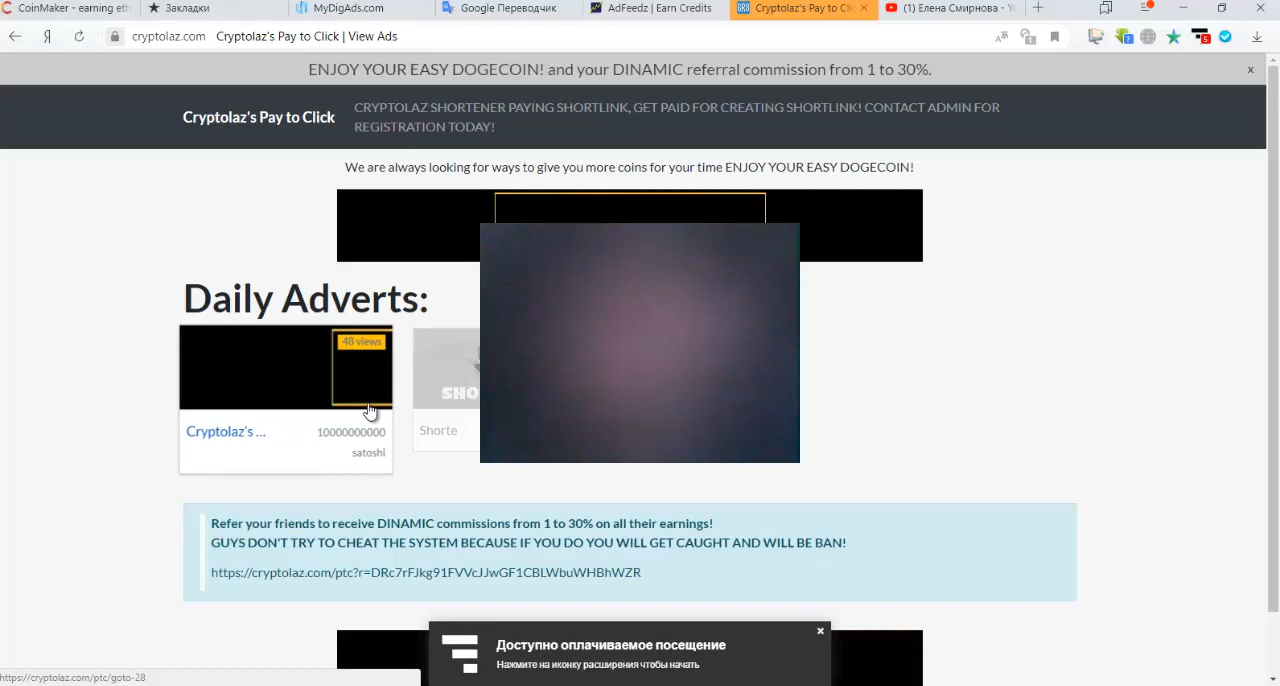 CoinMaker - earning eth
Закладки
MyDigAds.com
Google Переводчик
AdFeedz | Earn Credits
Cryptolaz's Pay to Clic
(1) Елена Смирнова - Yo
cryptolaz.com Cryptolaz's Pay to Click | View Ads
ENJOY YOUR EASY DOGECOIN! and your DINAMIC referral commission from 1 to 30%.
x
Cryptolaz's Pay to Click
CRYPTOLAZ SHORTENER PAYING SHORTLINK, GET PAID FOR CREATING SHORTLINK! CONTACT ADMIN FOR
REGISTRATION TODAY!
We are always looking for ways to give you more coins for your time ENJOY YOUR EASY DOGECOIN!
Daily Adverts:
48 views
SHO
Cryptolaz's ...
10000000000
satoshi
Shorte
Refer your friends to receive DINAMIC commissions from 1 to 30% on all their earnings!
GUYS DON'T TRY TO CHEAT THE SYSTEM BECAUSE IF YOU DO YOU WILL GET CAUGHT AND WILL BE BAN!
https://cryptolaz.com/ptc?r=DRc7rFJkg91FVVcJJwGF1CBLWbuWHBhWZR
Доступно оплачиваемое посещение
Нажмите на иконку расширения чтобы начать
https://cryptolaz.com/ptc/goto-28